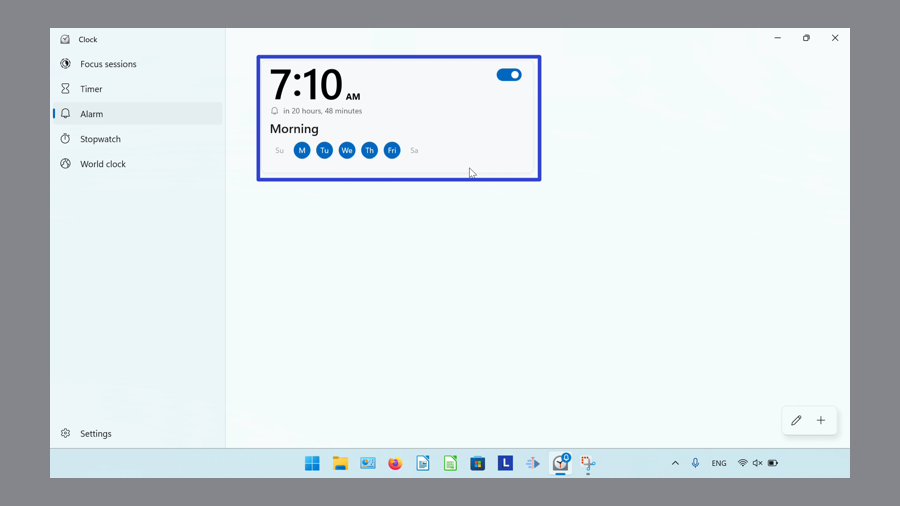 Clock
Focus sessions
Timer
Alarm
Stopwatch
World clock
Settings
7:10 AM
in 20 hours, 48 minutes
Morning
Su M Tu We Th Fri Sa
L
ENG